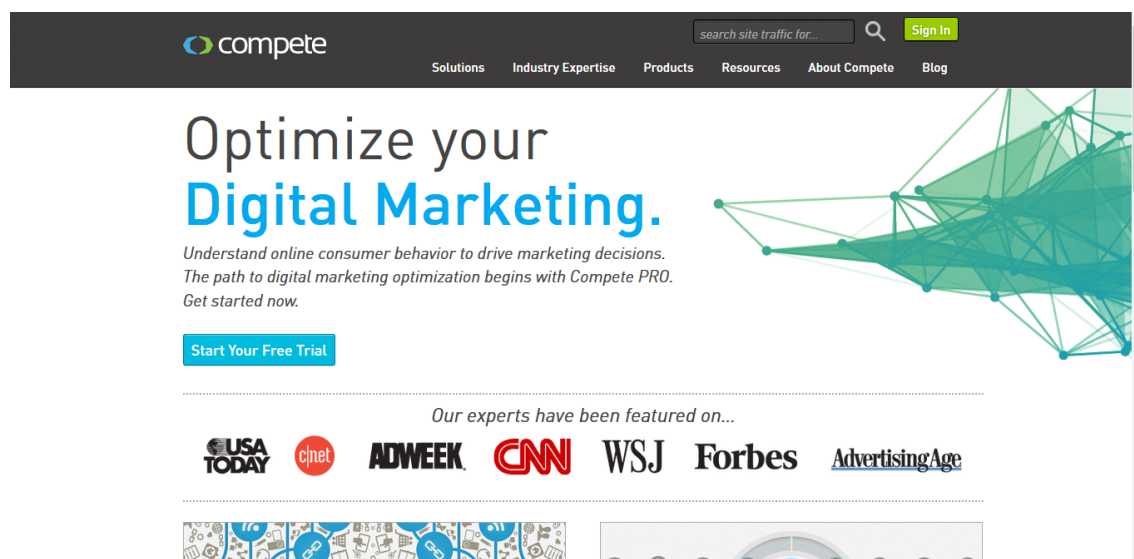 compete
search site traffic for...
Sign In
Solutions Industry Expertise Products Resources About Compete Blog
Optimize your
Digital Marketing.
Understand online consumer behavior to drive marketing decisions.
The path to digital marketing optimization begins with Compete PRO.
Get started now.
Start Your Free Trial
Our experts have been featured on...
USA TODAY c|net ADWEEK CNN WSJ Forbes AdvertisingAge